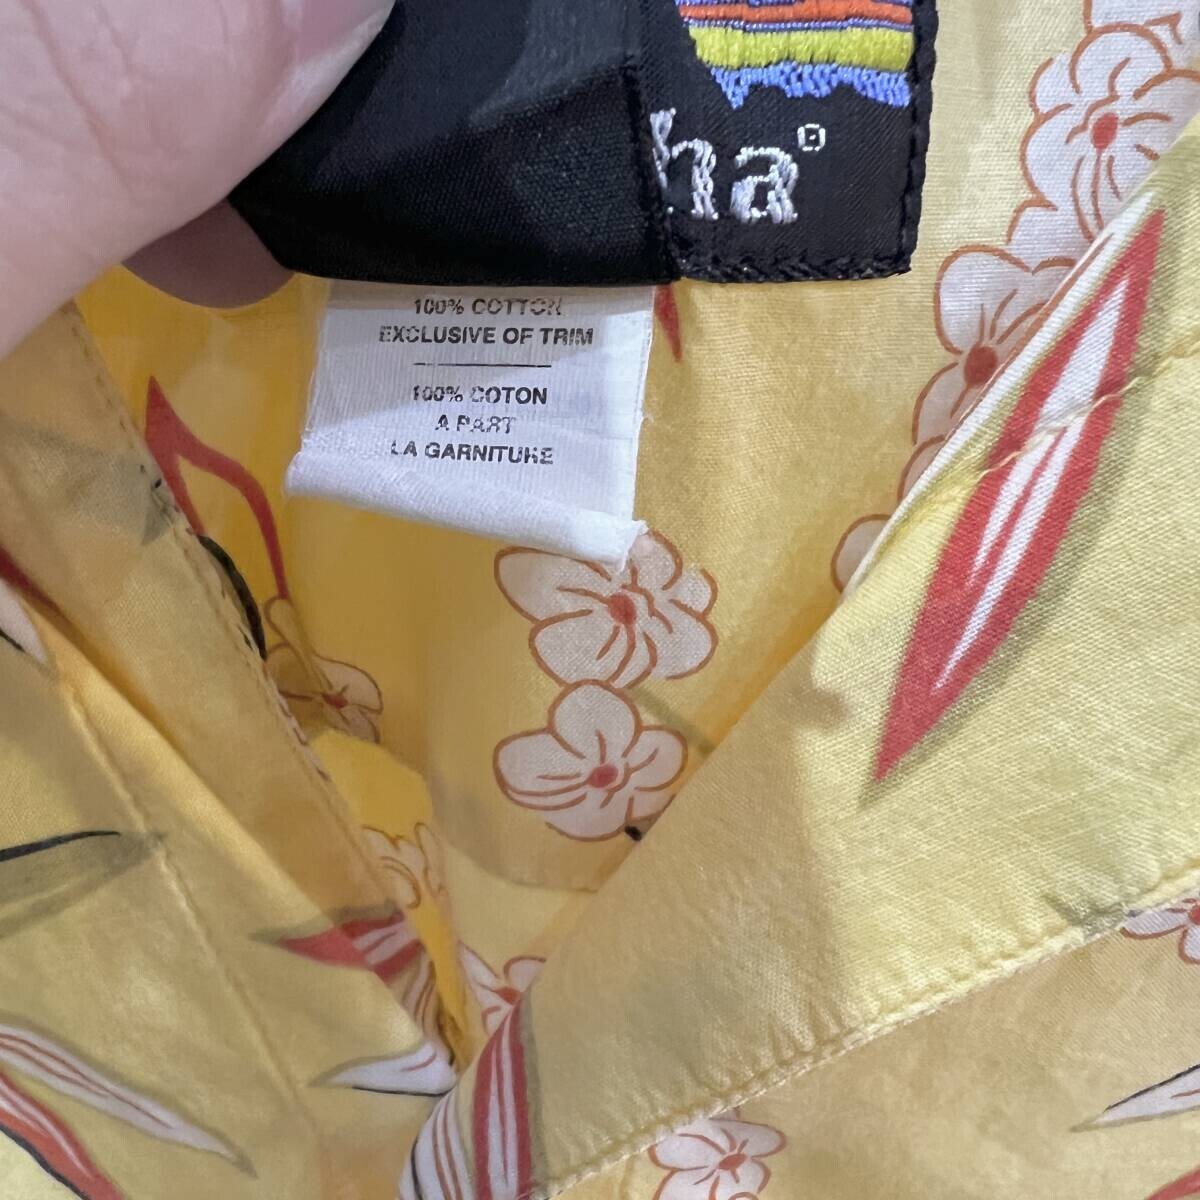 ha®
100% COTTON
EXCLUSIVE OF TRIM
100% COTON
A PART
LA GARNITURE